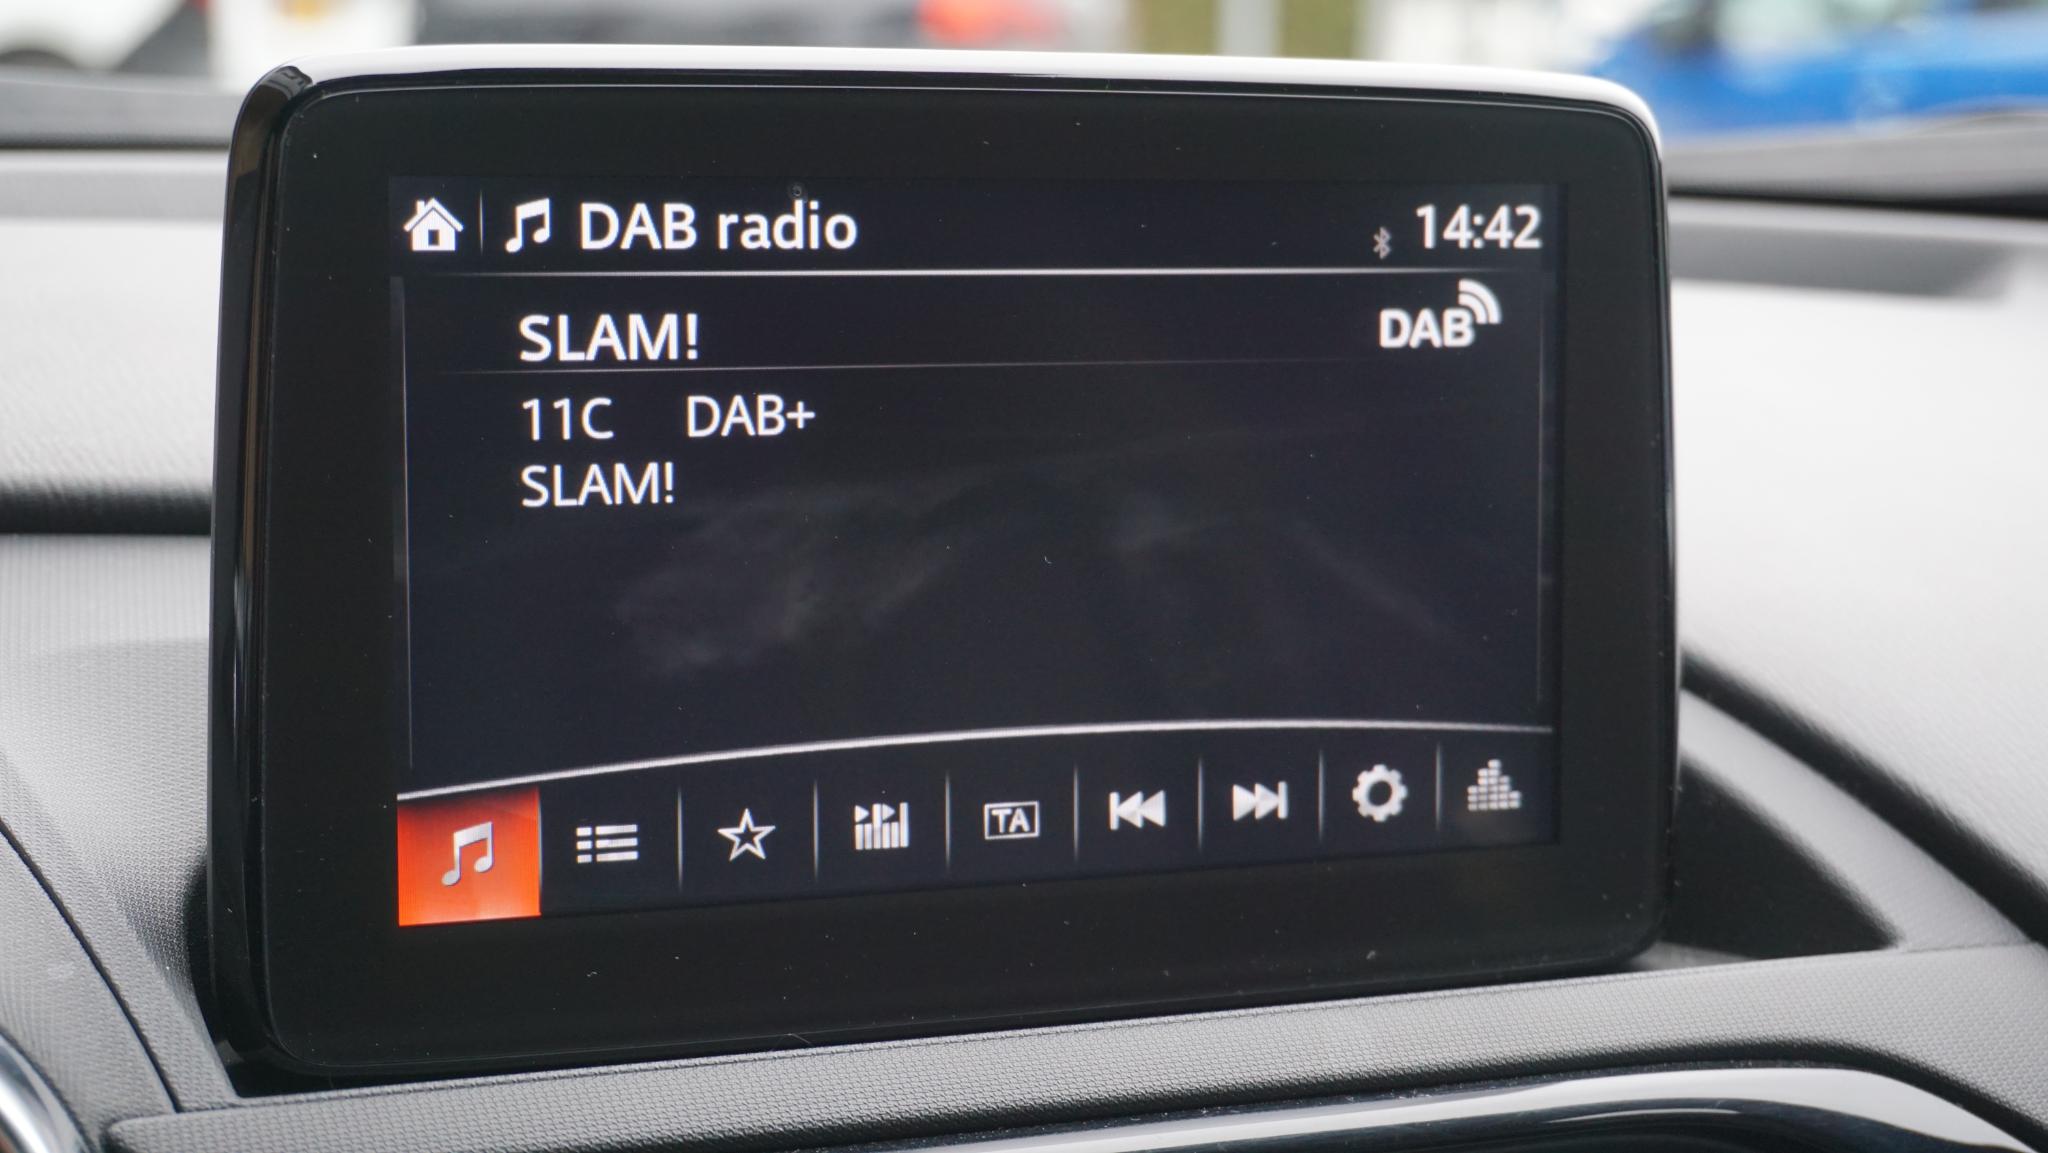 DAB radio 14:42
SLAM! DAB
11C DAB+
SLAM!
TA